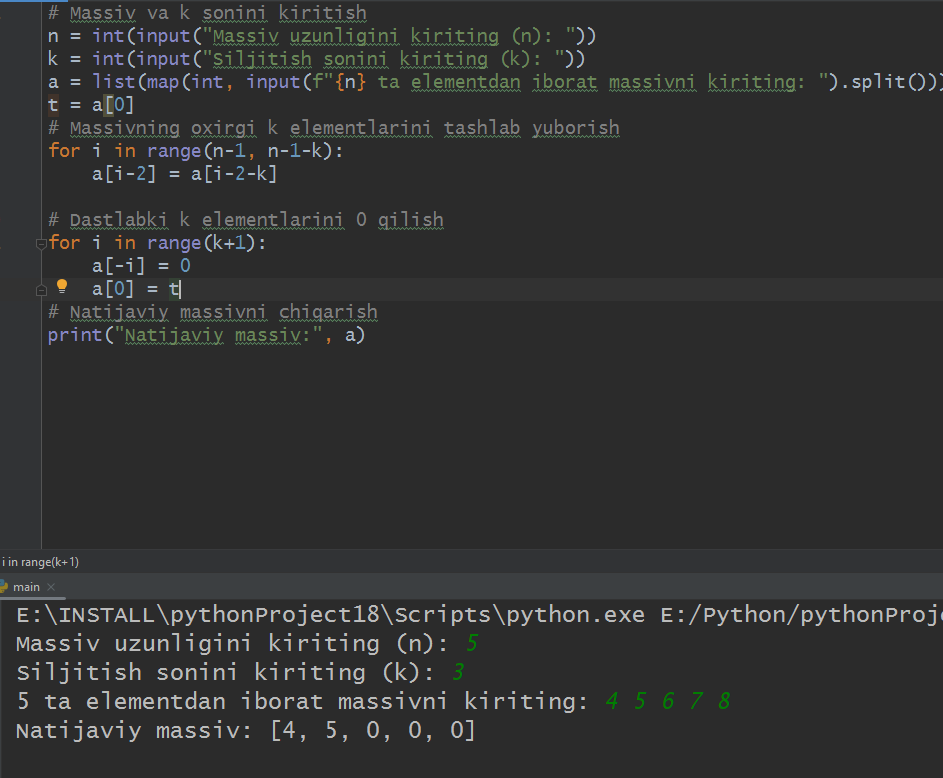 # Massiv va k sonini kiritish
n = int(input("Massiv uzunligini kiriting (n): "))
k = int(input("Siljitish sonini kiriting (k): "))
a = list(map(int, input(f"{n} ta elementdan iborat massivni kiriting: ").split()))
t = a[0]
# Massivning oxirgi k elementlarini tashlab yuborish
for i in range(n-1, n-1-k):
    a[i-2] = a[i-2-k]
# Dastlabki k elementlarini 0 qilish
for i in range(k+1):
    a[-i] = 0
    a[0] = t
# Natijaviy massivni chiqarish
print("Natijaviy massiv:", a)
i in range(k+1)
main
E:\INSTALL\pythonProject18\Scripts\python.exe E:/Python/pythonProj
Massiv uzunligini kiriting (n): 5
Siljitish sonini kiriting (k): 3
5 ta elementdan iborat massivni kiriting: 4 5 6 7 8
Natijaviy massiv: [4, 5, 0, 0, 0]